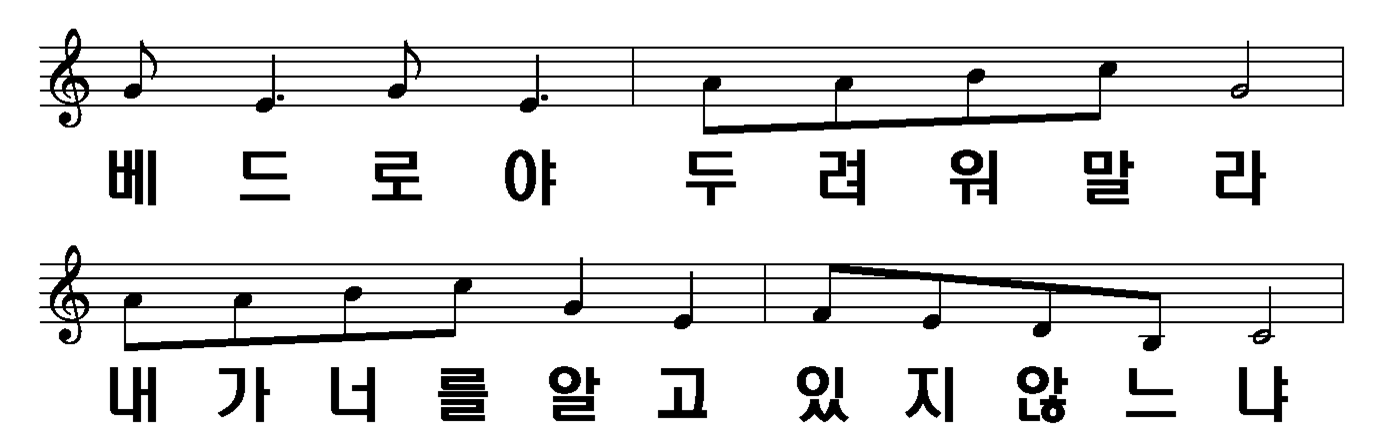 베 드 로 야 두 려 워 말 라
내 가 너 를 알 고 있 지 않 느 냐